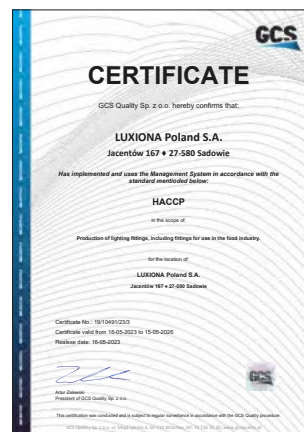 GCS
CERTIFICATE
GCS Quality Sp. z o.o. hereby confirms that:
LUXIONA Poland S.A.
Jacentów 167 ♦ 27-580 Sadowie
Has implemented and uses the Management System in accordance with the
standard mentioded below:
HACCP
in the scope of:
Production of lighting fittings, including fittings for use in the food industry.
for the location of:
LUXIONA Poland S.A.
Jacentów 167 ♦ 27-580 Sadowie
Certificate No.: 19/10491/23/3
Certificate valid from 16-05-2023 to 15-05-2026
Realese date: 16-05-2023
GCS
Artur Zalewski
President of GCS Quality Sp. z o.o.
This certification was conducted and is subject to regular surveillance in accordance with the GCS Quality procedure.